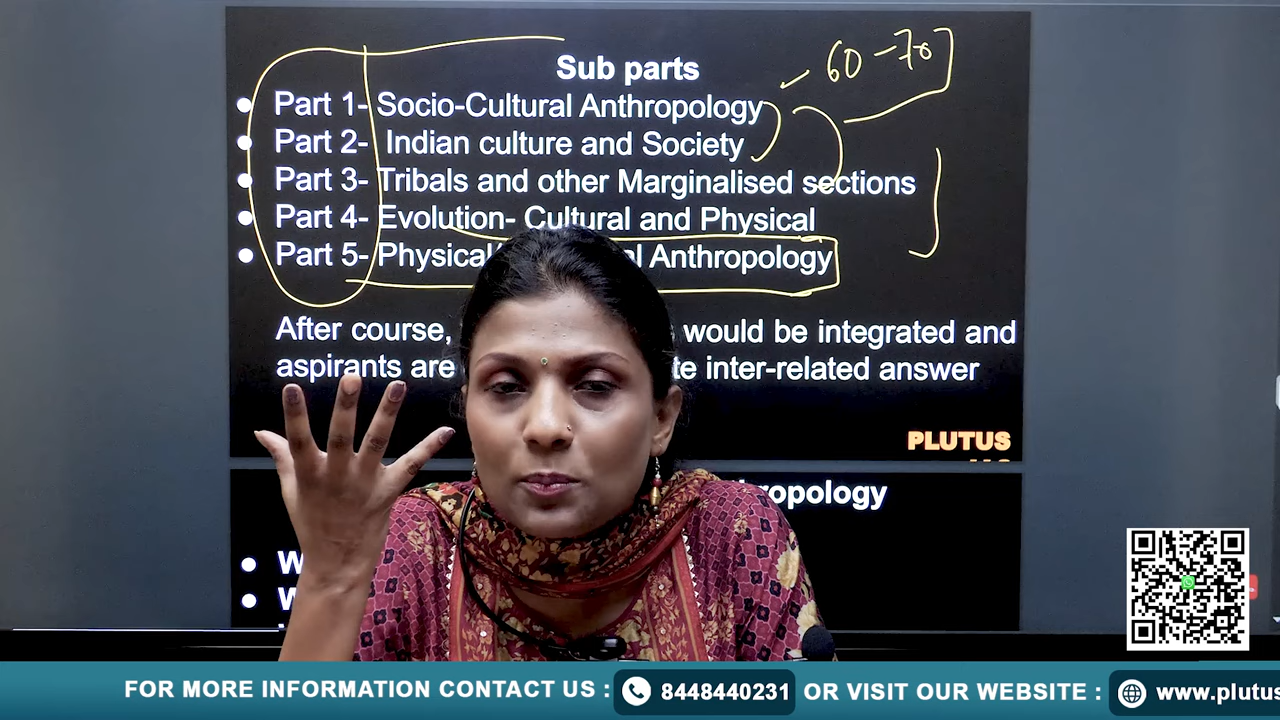 Sub parts
60 - 70
Part 1- Socio-Cultural Anthropology
Part 2- Indian culture and Society
Part 3- Tribals and other Marginalised sections
Part 4- Evolution- Cultural and Physical
Part 5- Physical Anthropology
After course, would be integrated and
aspirants are inter-related answer
PLUTUS
FOR MORE INFORMATION CONTACT US : 8448440231 OR VISIT OUR WEBSITE : www.plutus